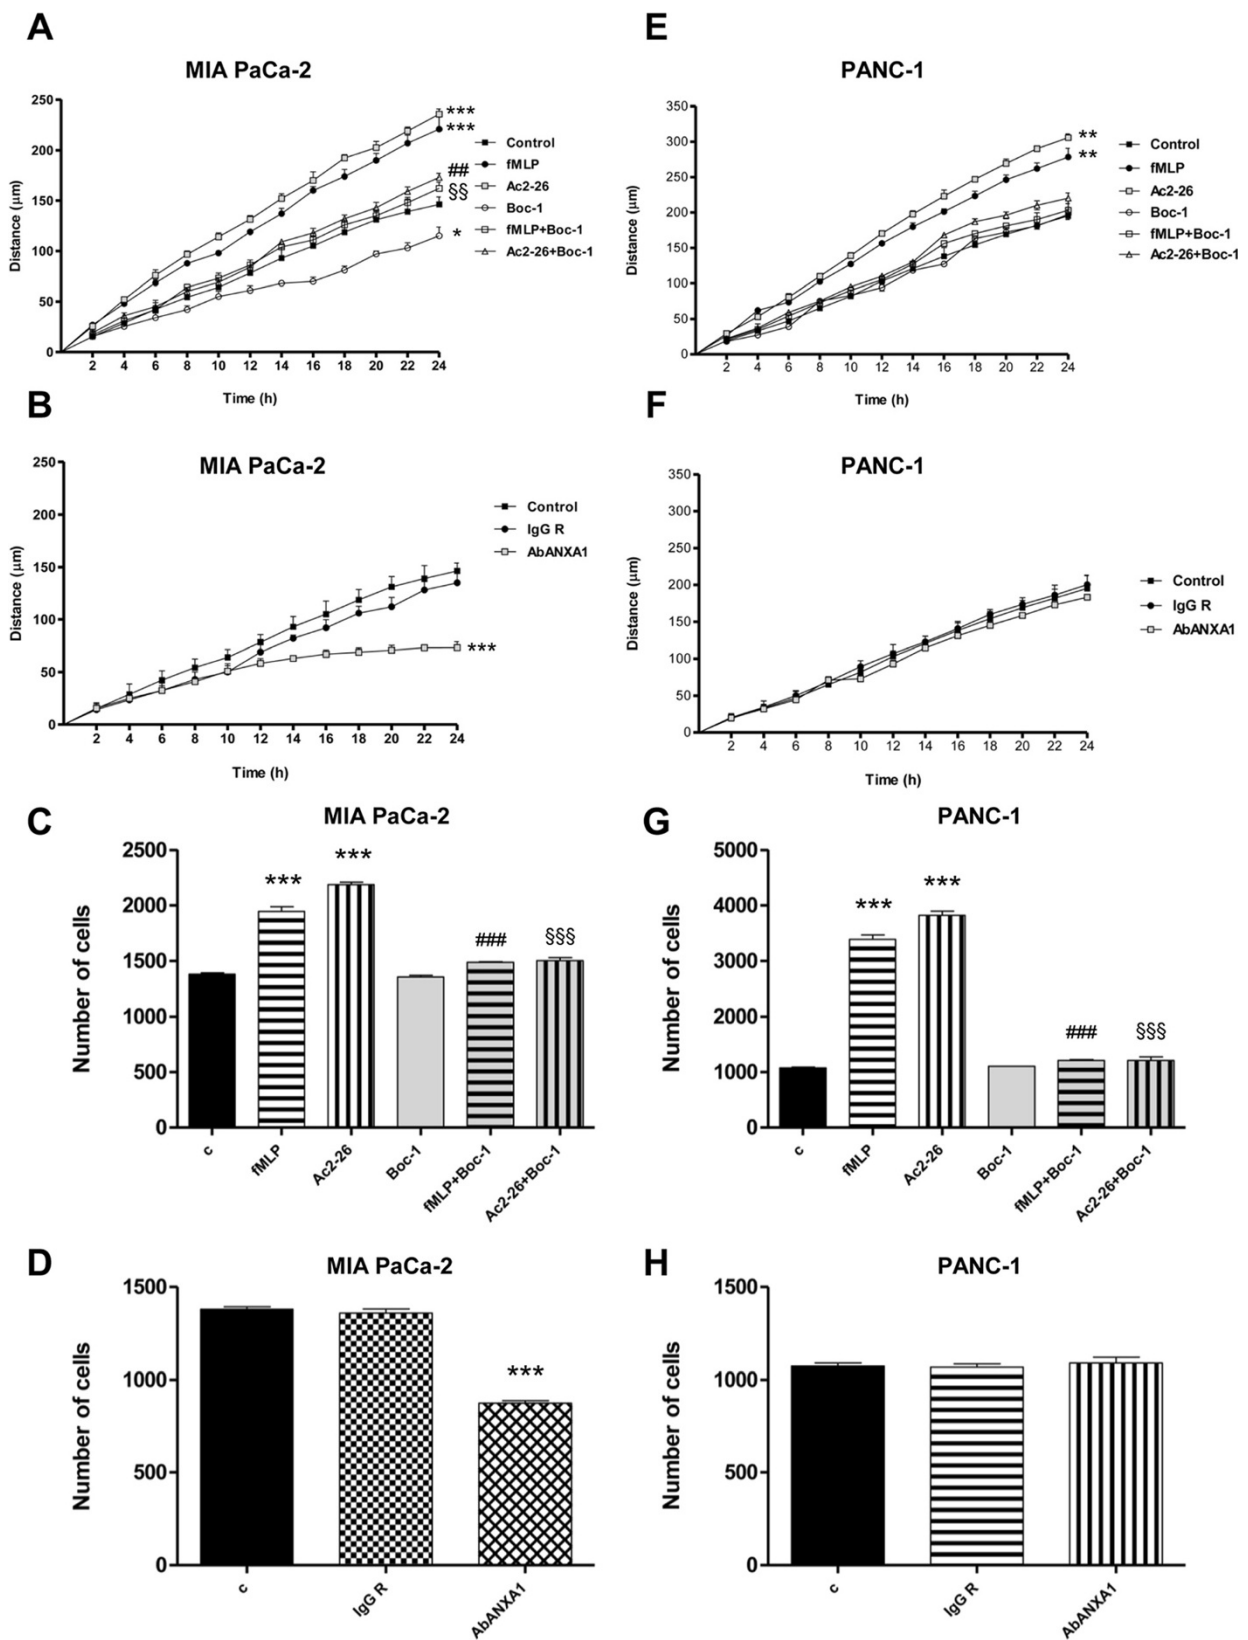 A
MIA PaCa-2
250
200
150
100
50
0
Distance (µm)
2 4 6 8 10 12 14 16 18 20 22 24
Time (h)
***
***
##
§§
*
Control
fMLP
Ac2-26
Boc-1
fMLP+Boc-1
Ac2-26+Boc-1
E
PANC-1
350
300
250
200
150
100
50
0
Distance (µm)
2 4 6 8 10 12 14 16 18 20 22 24
Time (h)
**
**
Control
fMLP
Ac2-26
Boc-1
fMLP+Boc-1
Ac2-26+Boc-1
B
MIA PaCa-2
250
200
150
100
50
0
Distance (µm)
2 4 6 8 10 12 14 16 18 20 22 24
Time (h)
***
Control
IgG R
AbANXA1
F
PANC-1
350
300
250
200
150
100
50
0
Distance (µm)
2 4 6 8 10 12 14 16 18 20 22 24
Time (h)
Control
IgG R
AbANXA1
C
MIA PaCa-2
2500
2000
1500
1000
500
0
Number of cells
*** *** ### §§§
c fMLP Ac2-26 Boc-1 fMLP+Boc-1 Ac2-26+Boc-1
G
PANC-1
5000
4000
3000
2000
1000
0
Number of cells
*** *** ### §§§
c fMLP Ac2-26 Boc-1 fMLP+Boc-1 Ac2-26+Boc-1
D
MIA PaCa-2
1500
1000
500
0
Number of cells
***
c IgG R AbANXA1
H
PANC-1
1500
1000
500
0
Number of cells
c IgG R AbANXA1